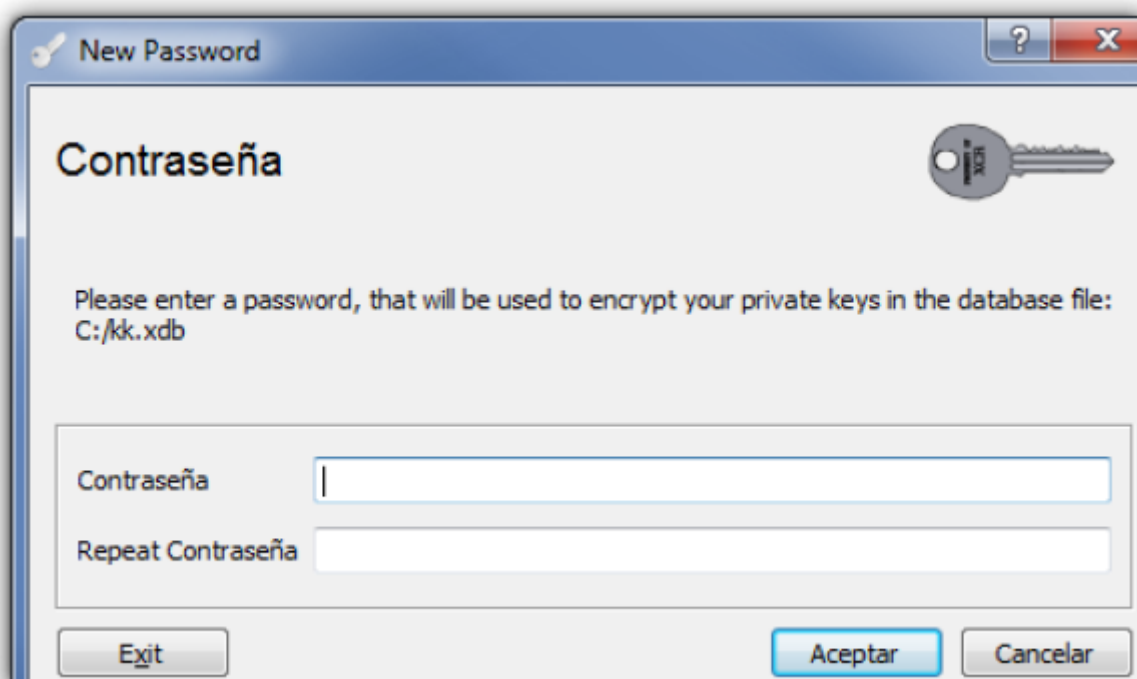 New Password
Contraseña
Please enter a password, that will be used to encrypt your private keys in the database file:
C:/kk.xdb
Contraseña
Repeat Contraseña
Exit
Aceptar
Cancelar